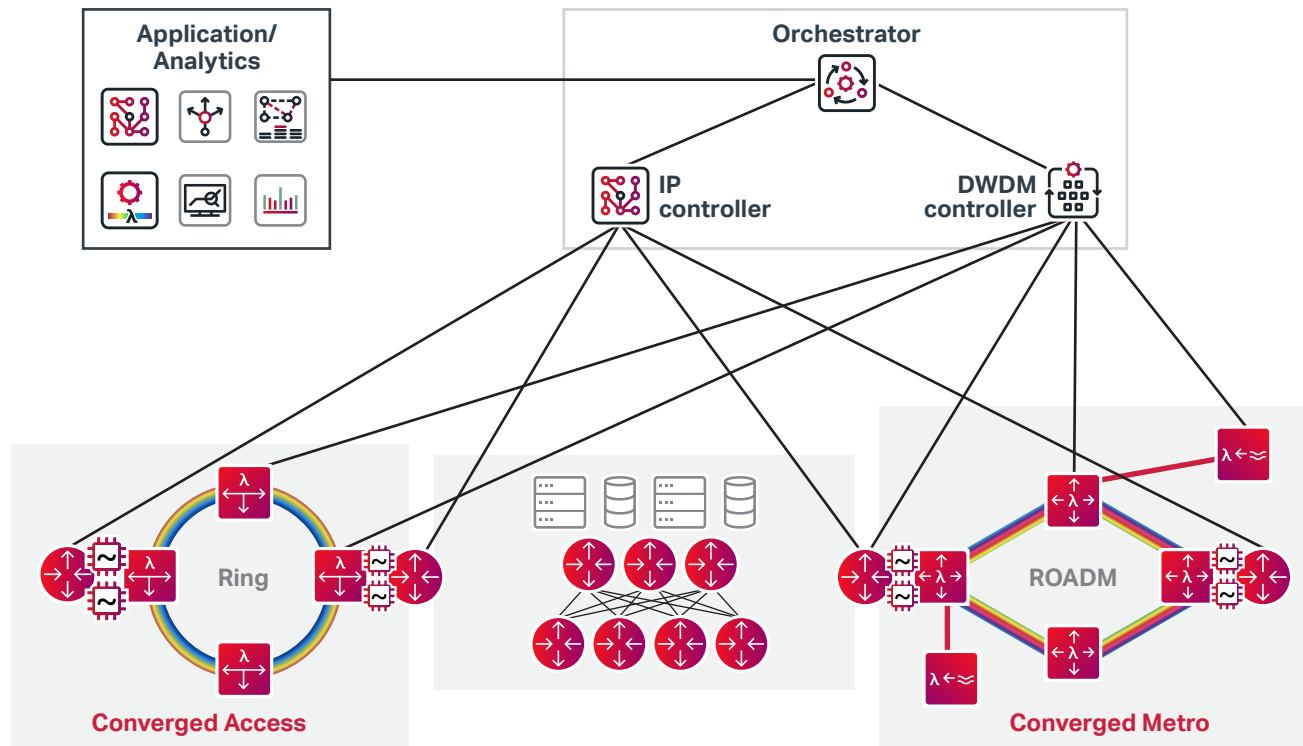 Application/
Analytics
λ
Orchestrator
IP
controller
DWDM
controller
λ
λ
λ
λ
Ring
~
~
~
~
λ
λ
λ
λ
λ
ROADM
~
~
~
~
λ
λ
Converged Access
Converged Metro